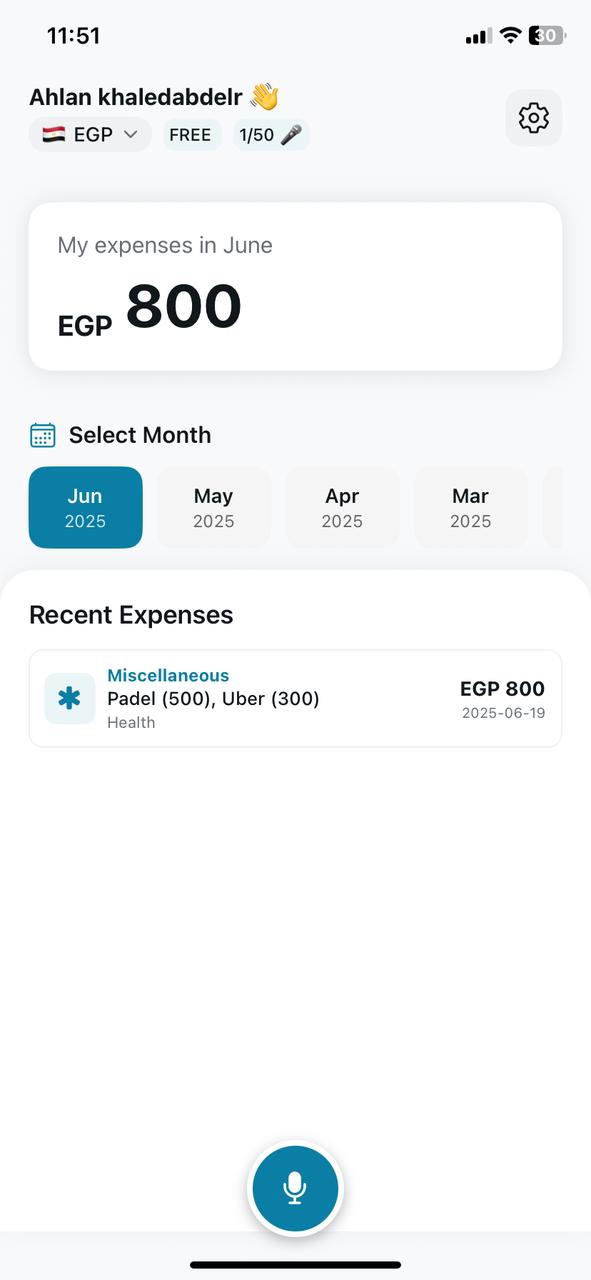 11:51
30
Ahlan khaledabdelr 👋
EGP
FREE
1/50 🎤
My expenses in June
EGP 800
Select Month
Jun
2025
May
2025
Apr
2025
Mar
2025
Recent Expenses
Miscellaneous
Padel (500), Uber (300)
Health
EGP 800
2025-06-19